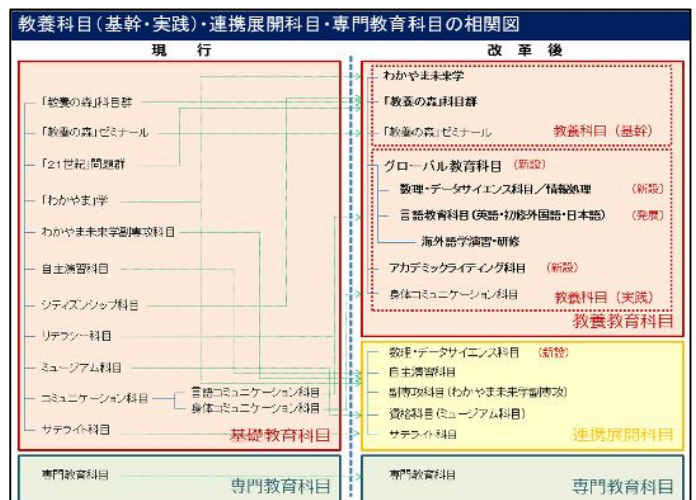 教養科目(基幹・実践)・連携展開科目・専門教育科目の相関図
現 行
「教養の森」科目群
「教養の森」ゼミナール
「21世紀」問題群
「わかやま」学
わかやま未来学副専攻科目
自主演習科目
シティズンシップ科目
リテラシー科目
ミュージアム科目
コミュニケーション科目
言語コミュニケーション科目
身体コミュニケーション科目
サテライト科目
基礎教育科目
専門教育科目
専門教育科目
改 革 後
わかやま未来学
「教養の森」科目群
「教養の森」ゼミナール
教養科目(基幹)
グローバル教育科目 (新設)
数理・データサイエンス科目/情報処理 (新設)
言語教育科目(英語・初修外国語・日本語) (発展)
海外語学演習・研修
アカデミックライティング科目 (新設)
身体コミュニケーション科目
教養科目(実践)
教養教育科目
数理・データサイエンス科目 (新設)
自主演習科目
副専攻科目(わかやま未来学副専攻)
資格科目(ミュージアム科目)
サテライト科目
連携展開科目
専門教育科目
専門教育科目